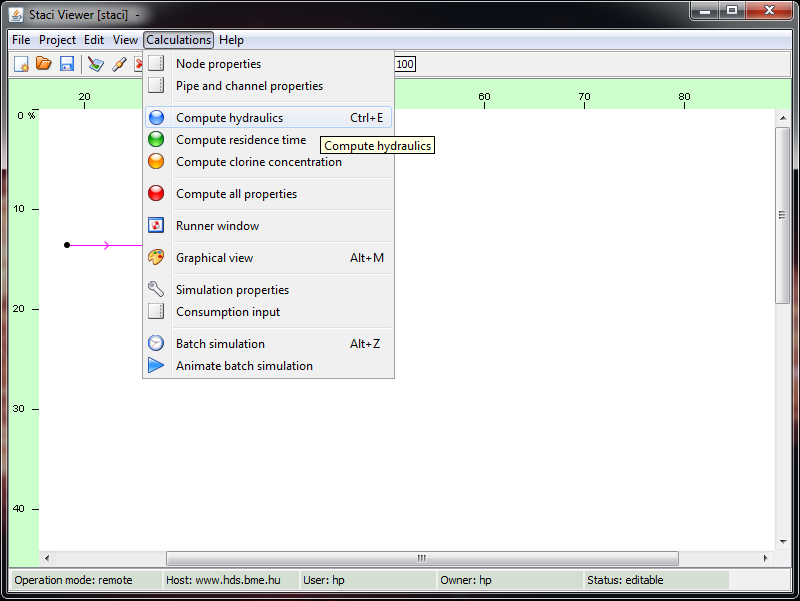 Staci Viewer [staci]  -
File Project Edit View Calculations Help
100
20 60 70 80
0 %
10
20
30
40
Node properties
Pipe and channel properties
Compute hydraulics Ctrl+E
Compute residence time
Compute hydraulics
Compute clorine concentration
Compute all properties
Runner window
Graphical view Alt+M
Simulation properties
Consumption input
Batch simulation Alt+Z
Animate batch simulation
Operation mode: remote Host: www.hds.bme.hu User: hp Owner: hp Status: editable